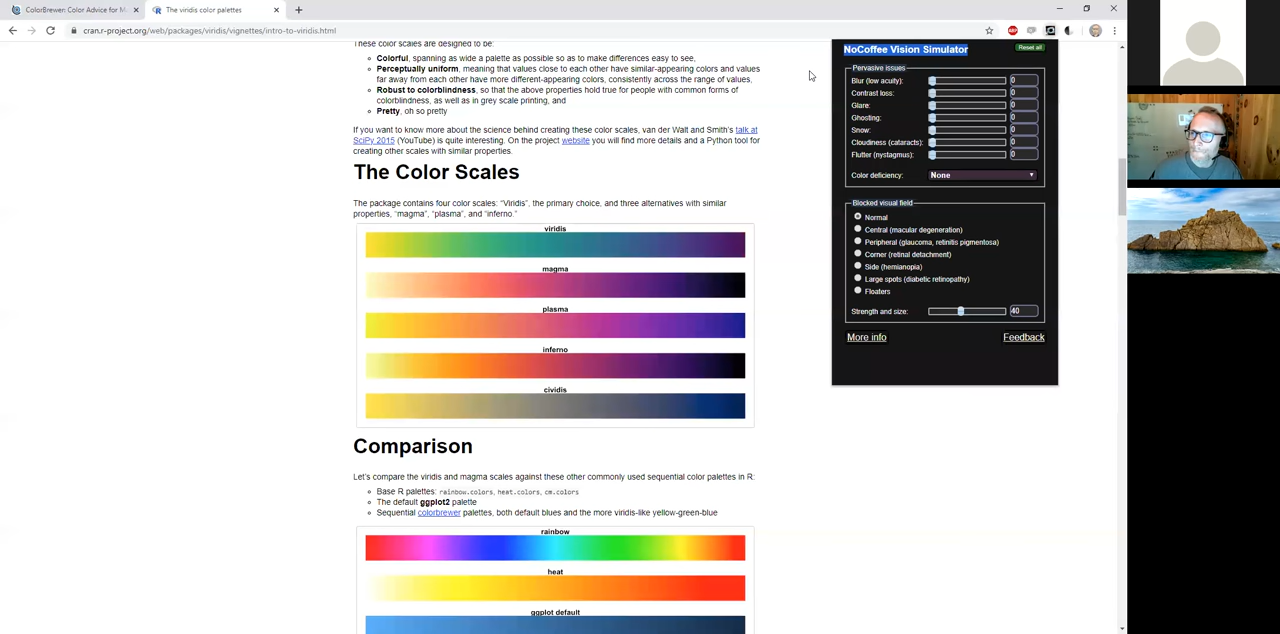 ColorBrewer: Color Advice for M
The viridis color palettes
cran.r-project.org/web/packages/viridis/vignettes/intro-to-viridis.html
ABP
These color scales are designed to be:
Colorful, spanning as wide a palette as possible so as to make differences easy to see,
Perceptually uniform, meaning that values close to each other have similar-appearing colors and values
far away from each other have more different-appearing colors, consistently across the range of values,
Robust to colorblindness, so that the above properties hold true for people with common forms of
colorblindness, as well as in grey scale printing, and
Pretty, oh so pretty
If you want to know more about the science behind creating these color scales, van der Walt and Smith's talk at
SciPy 2015 (YouTube) is quite interesting. On the project website you will find more details and a Python tool for
creating other scales with similar properties.
The Color Scales
The package contains four color scales: "Viridis", the primary choice, and three alternatives with similar
properties, "magma", "plasma", and "inferno."
viridis
magma
plasma
inferno
cividis
Comparison
Let's compare the viridis and magma scales against these other commonly used sequential color palettes in R:
Base R palettes: rainbow.colors, heat.colors, cm.colors
The default ggplot2 palette
Sequential colorbrewer palettes, both default blues and the more viridis-like yellow-green-blue
rainbow
heat
ggplot default
NoCoffee Vision Simulator
Reset all
Pervasive issues
Blur (low acuity): 0
Contrast loss: 0
Glare: 0
Ghosting: 0
Snow: 0
Cloudiness (cataracts): 0
Flutter (nystagmus): 0
Color deficiency: None
Blocked visual field
Normal
Central (macular degeneration)
Peripheral (glaucoma, retinitis pigmentosa)
Corner (retinal detachment)
Side (hemianopia)
Large spots (diabetic retinopathy)
Floaters
Strength and size: 40
More info Feedback